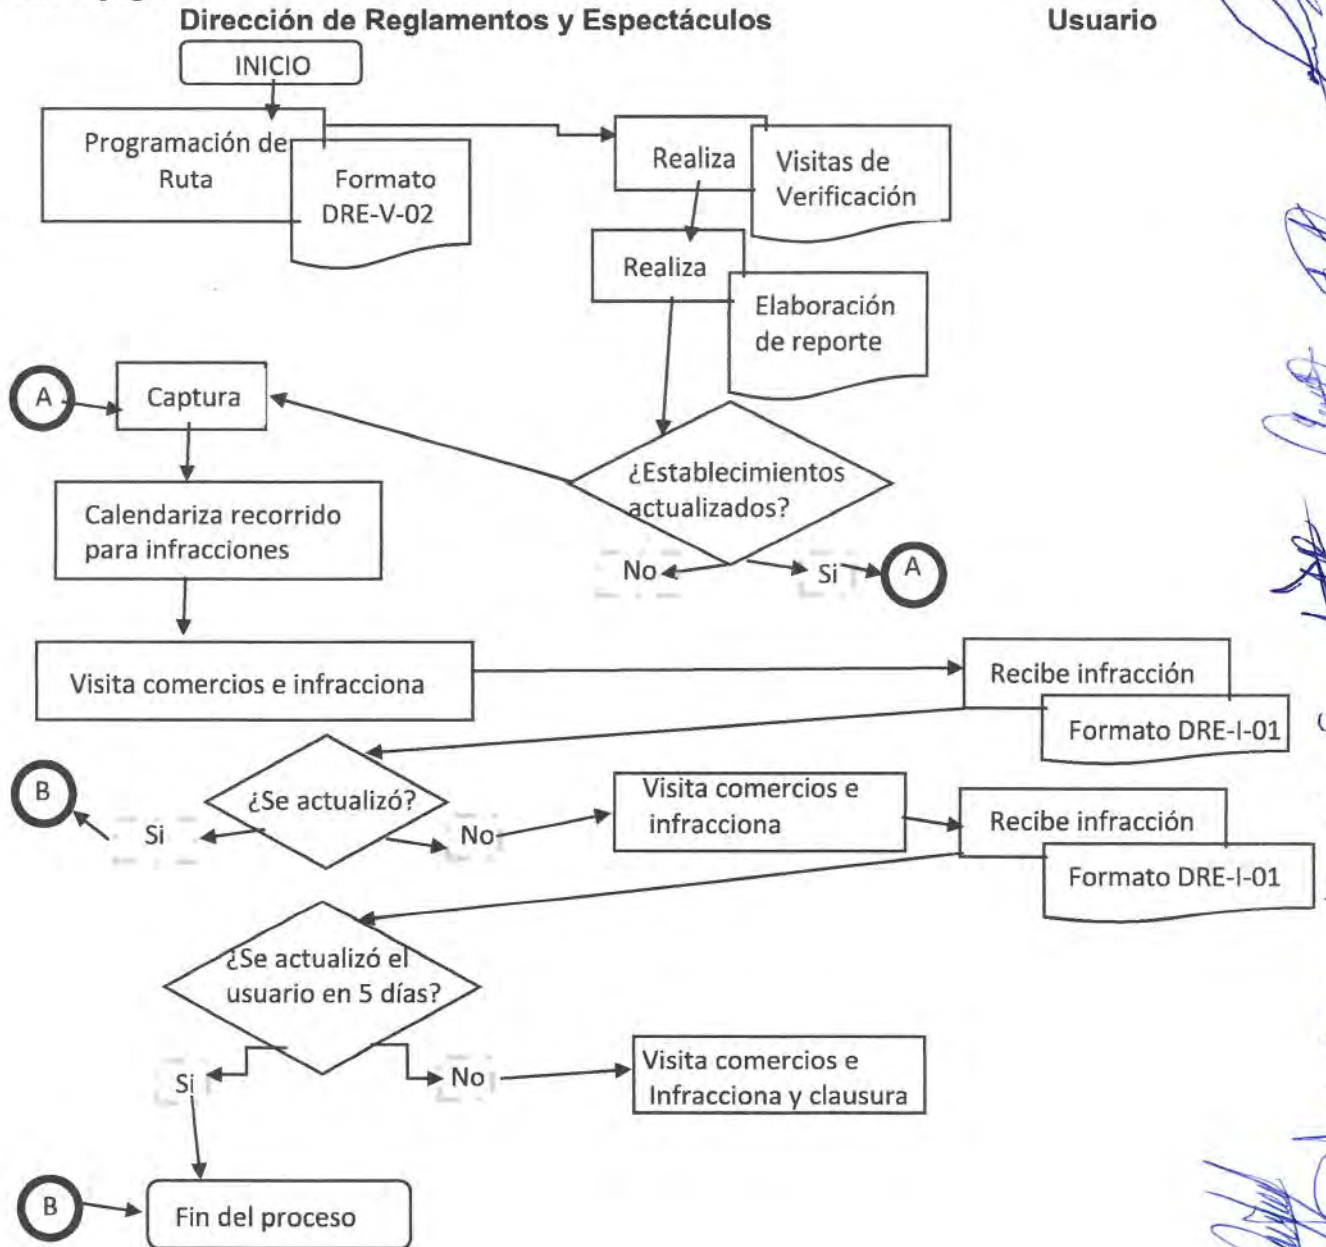 Dirección de Reglamentos y Espectáculos
Usuario
INICIO
Programación de
Ruta
Formato
DRE-V-02
Realiza
Visitas de
Verificación
Realiza
Elaboración
de reporte
A
Captura
¿Establecimientos
actualizados?
No
Si
A
Calendariza recorrido
para infracciones
Visita comercios e infracciona
Recibe infracción
Formato DRE-I-01
¿Se actualizó?
B
Si
No
Visita comercios e
infracciona
Recibe infracción
Formato DRE-I-01
¿Se actualizó el
usuario en 5 días?
Si
No
Visita comercios e
Infracciona y clausura
B
Fin del proceso